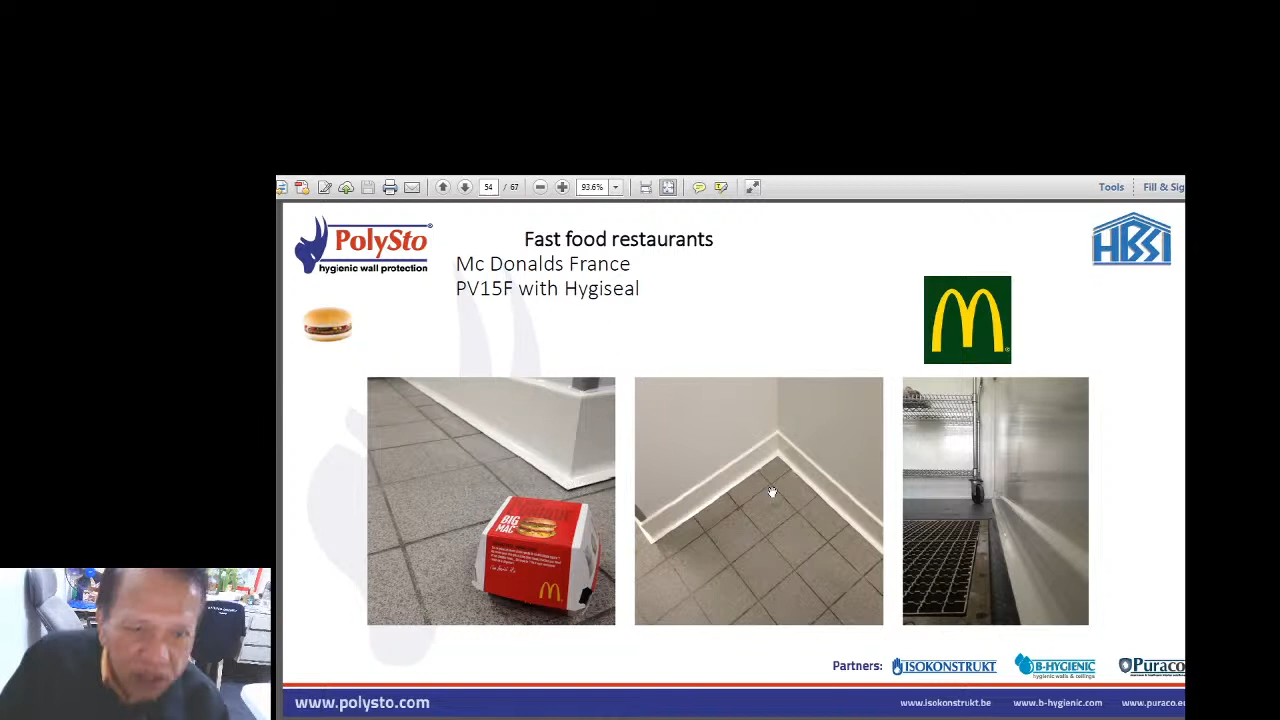 54 / 67
93.6%
Tools
Fill & Sig
PolySto
hygienic wall protection
Fast food restaurants
Mc Donalds France
PV15F with Hygiseal
HBSI
BIG
MAC
Partners:
ISOKONSTRUKT
B-HYGIENIC
hygienic walls & ceilings
Puraco
www.polysto.com
www.isokonstrukt.be
www.b-hygienic.com
www.puraco.eu